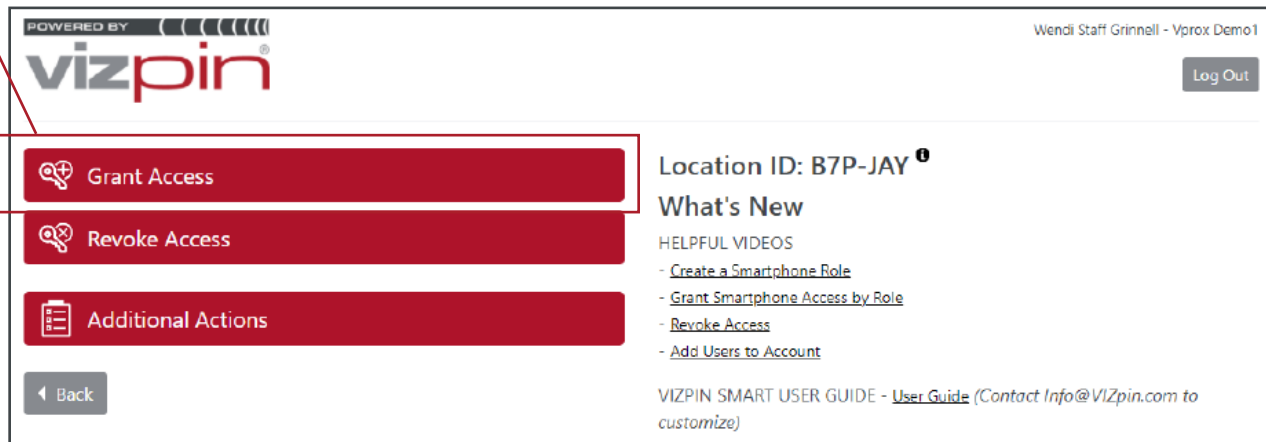 POWERED BY
vizpin®
Wendi Staff Grinnell - Vprox Demo1
Log Out
Grant Access
Revoke Access
Additional Actions
Back
Location ID: B7P-JAY
What's New
HELPFUL VIDEOS
- Create a Smartphone Role
- Grant Smartphone Access by Role
- Revoke Access
- Add Users to Account
VIZPIN SMART USER GUIDE - User Guide (Contact Info@VIZpin.com to
customize)